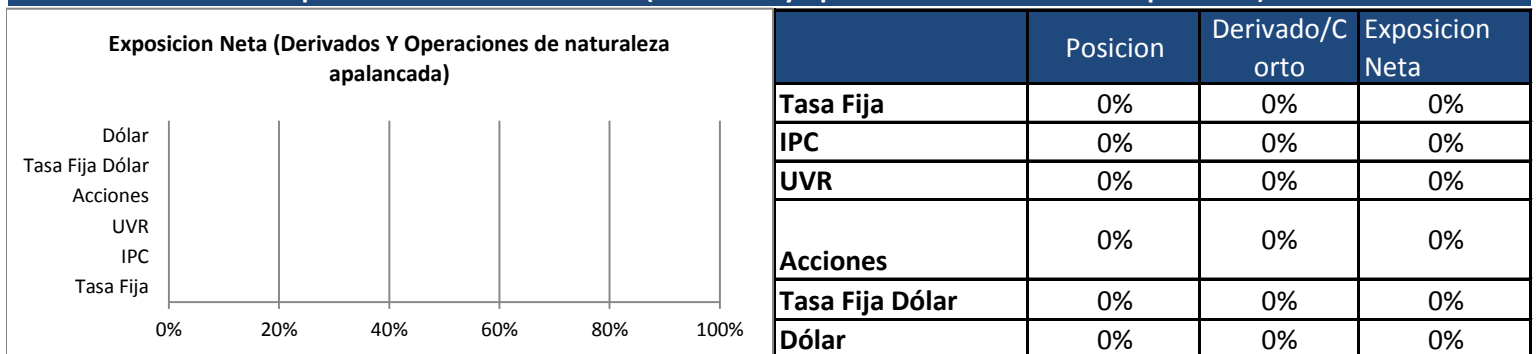 Exposicion Neta (Derivados Y Operaciones de naturaleza
apalancada)
Dólar
Tasa Fija Dólar
Acciones
UVR
IPC
Tasa Fija
0% 20% 40% 60% 80% 100%
Posicion Derivado/C Exposicion
orto Neta
Tasa Fija 0% 0% 0%
IPC 0% 0% 0%
UVR 0% 0% 0%
Acciones 0% 0% 0%
Tasa Fija Dólar 0% 0% 0%
Dólar 0% 0% 0%